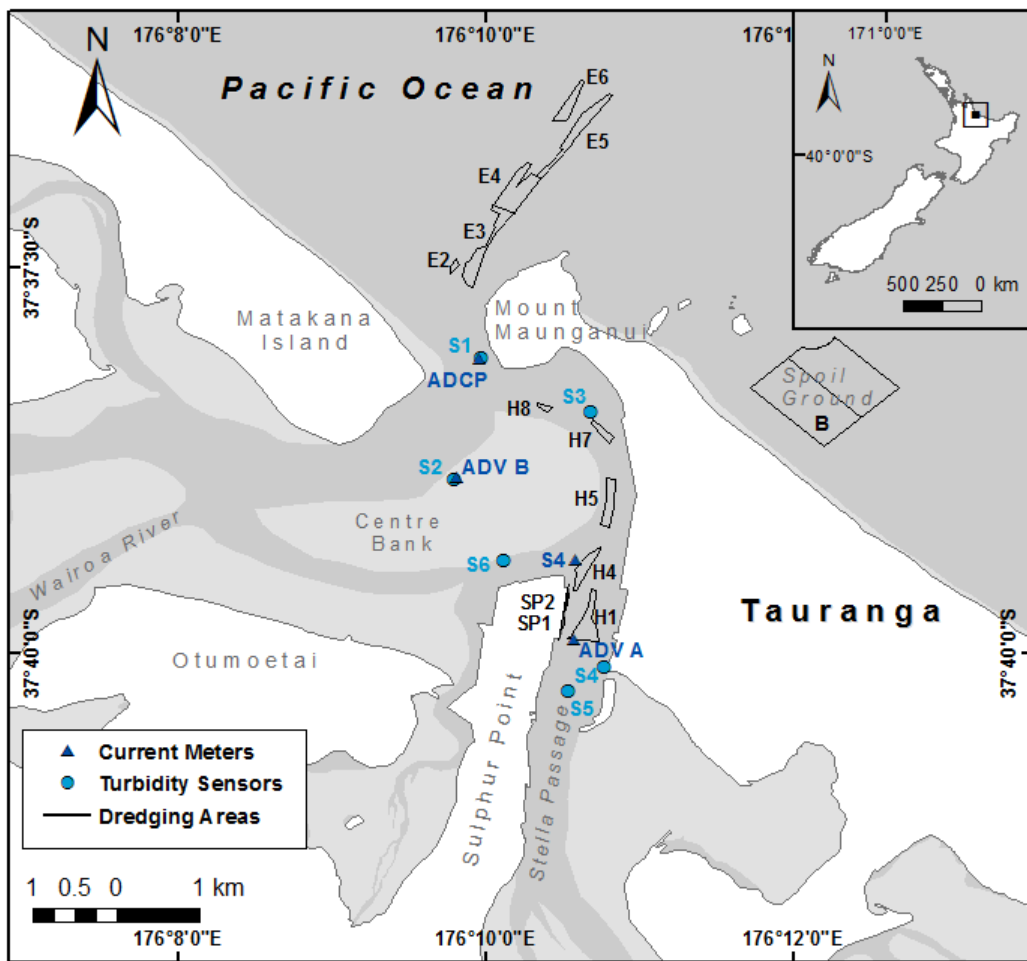 176°8'0"E
176°10'0"E
176°1
171°0'0"E
N
N
Pacific Ocean
E6
E5
E4
E3
E2
40°0'0"S
500 250 0 km
37°37'30"S
Matakana
Island
Mount
Maunganui
S1
ADCP
H8
S3
H7
Spoil
Ground
B
S2
ADV B
H5
Centre
Bank
Wairoa River
S6
S4
H4
SP2
SP1
H1
Tauranga
ADV A
Otumoetai
S4
S5
37°40'0"S
37°40'0"S
Sulphur Point
Stella Passage
Current Meters
Turbidity Sensors
Dredging Areas
1 0.5 0 1 km
176°8'0"E
176°10'0"E
176°12'0"E